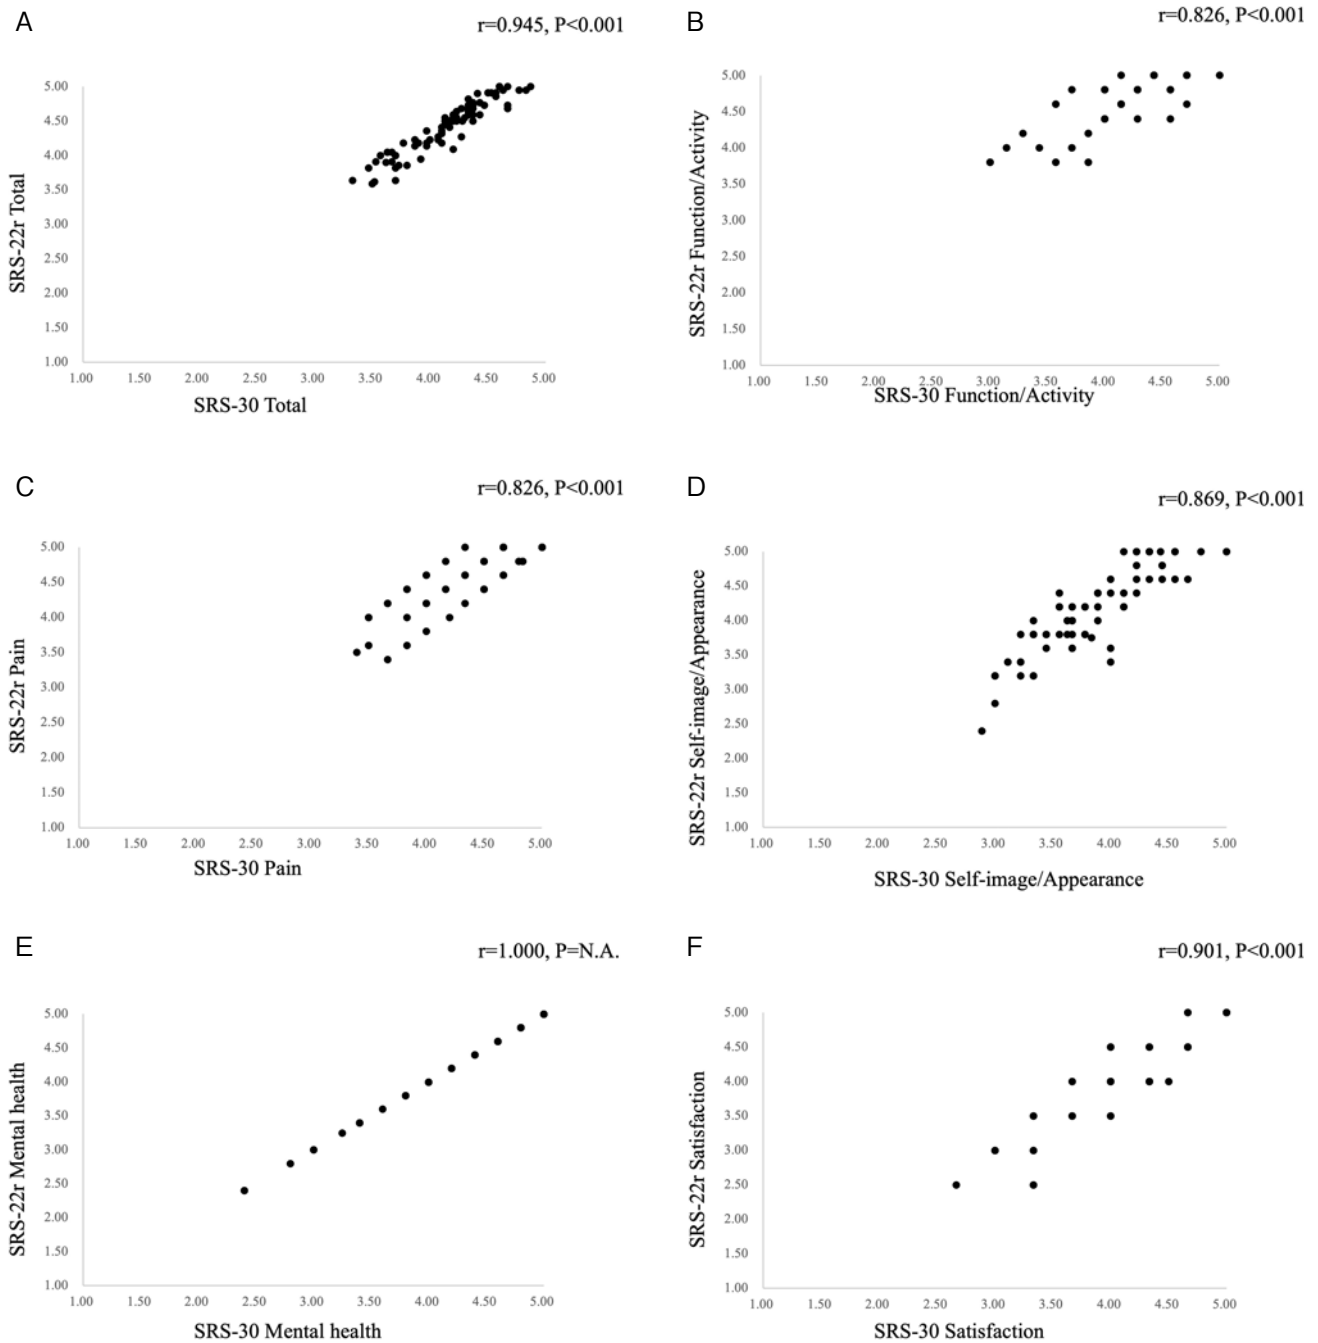 A
r=0.945, P<0.001
SRS-22r Total
5.00
4.50
4.00
3.50
3.00
2.50
2.00
1.50
1.00
1.00 1.50 2.00 2.50 3.00 3.50 4.00 4.50 5.00
SRS-30 Total
B
r=0.826, P<0.001
SRS-22r Function/Activity
5.00
4.50
4.00
3.50
3.00
2.50
2.00
1.50
1.00
1.00 1.50 2.00 2.50 3.00 3.50 4.00 4.50 5.00
SRS-30 Function/Activity
C
r=0.826, P<0.001
SRS-22r Pain
5.00
4.50
4.00
3.50
3.00
2.50
2.00
1.50
1.00
1.00 1.50 2.00 2.50 3.00 3.50 4.00 4.50 5.00
SRS-30 Pain
D
r=0.869, P<0.001
SRS-22r Self-image/Appearance
5.00
4.50
4.00
3.50
3.00
2.50
2.00
1.50
1.00
1.00 1.50 2.00 2.50 3.00 3.50 4.00 4.50 5.00
SRS-30 Self-image/Appearance
E
r=1.000, P=N.A.
SRS-22r Mental health
5.00
4.50
4.00
3.50
3.00
2.50
2.00
1.50
1.00
1.00 1.50 2.00 2.50 3.00 3.50 4.00 4.50 5.00
SRS-30 Mental health
F
r=0.901, P<0.001
SRS-22r Satisfaction
5.00
4.50
4.00
3.50
3.00
2.50
2.00
1.50
1.00
1.00 1.50 2.00 2.50 3.00 3.50 4.00 4.50 5.00
SRS-30 Satisfaction